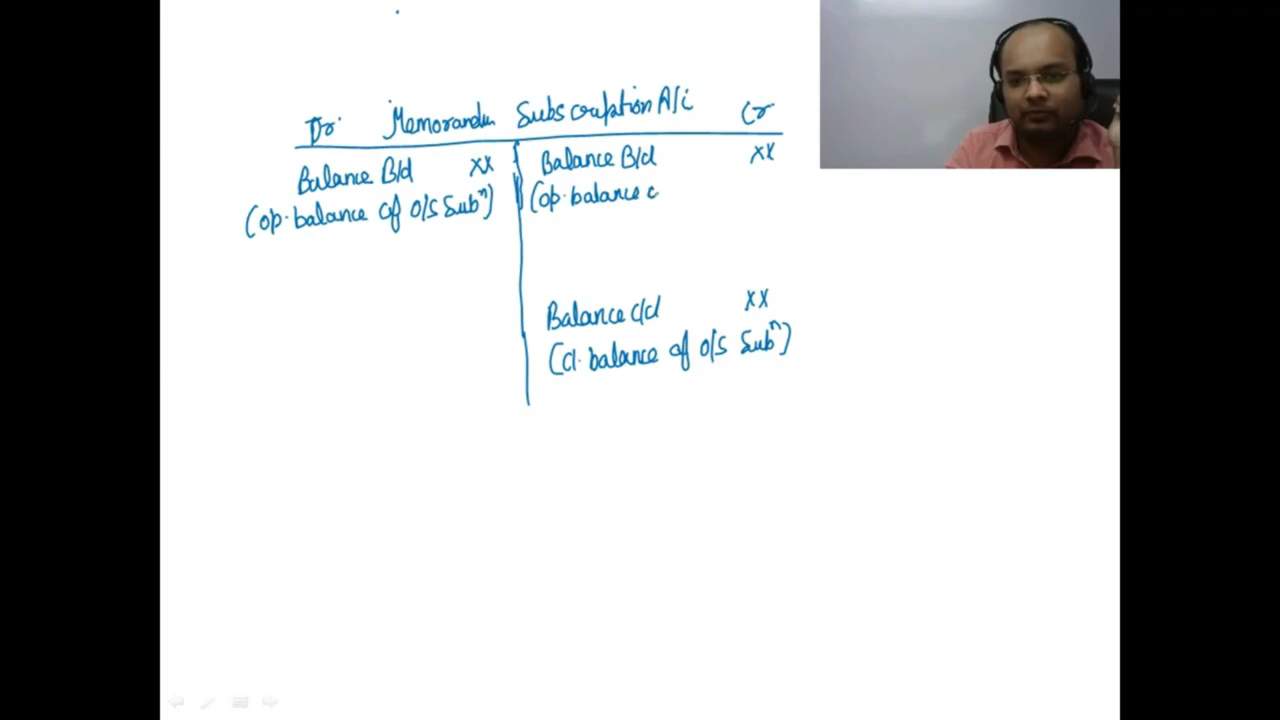 Dr. Memorandum Subscription A/c Cr
Balance B/d xx
(op. balance of O/S Subⁿ)
Balance B/d xx
(op. balance o
Balance c/d xx
(cl. balance of O/S Subⁿ)